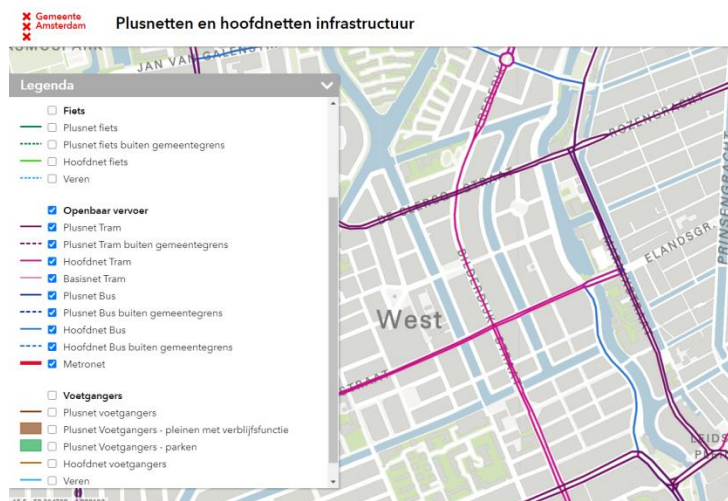 Gemeente
Amsterdam
Plusnetten en hoofdnetten infrastructuur
JAN VAN GALENSTR
Legenda
Fiets
Plusnet fiets
Plusnet fiets buiten gemeentegrens
Hoofdnet fiets
Veren
Openbaar vervoer
Plusnet Tram
Plusnet Tram buiten gemeentegrens
Hoofdnet Tram
Basisnet Tram
Plusnet Bus
Plusnet Bus buiten gemeentegrens
Hoofdnet Bus
Hoofdnet Bus buiten gemeentegrens
Metronet
Voetgangers
Plusnet voetgangers
Plusnet Voetgangers - pleinen met verblijfsfunctie
Plusnet Voetgangers - parken
Hoofdnet voetgangers
Veren
ROZENGRACHT
DE CLERCQSTRAAT
BILDERDIJKSTRAAT
ELANDSGR...
PRINSENGRACHT
West
STRAAT
LEIDS